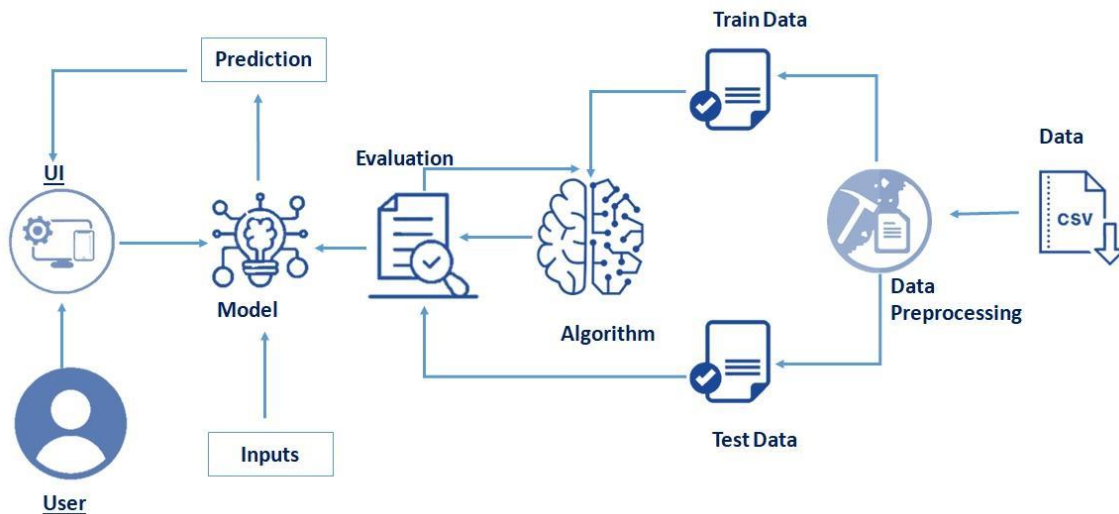 Train Data
Prediction
Evaluation
Data
UI
CSV
Model
Data
Preprocessing
Algorithm
Inputs
Test Data
User